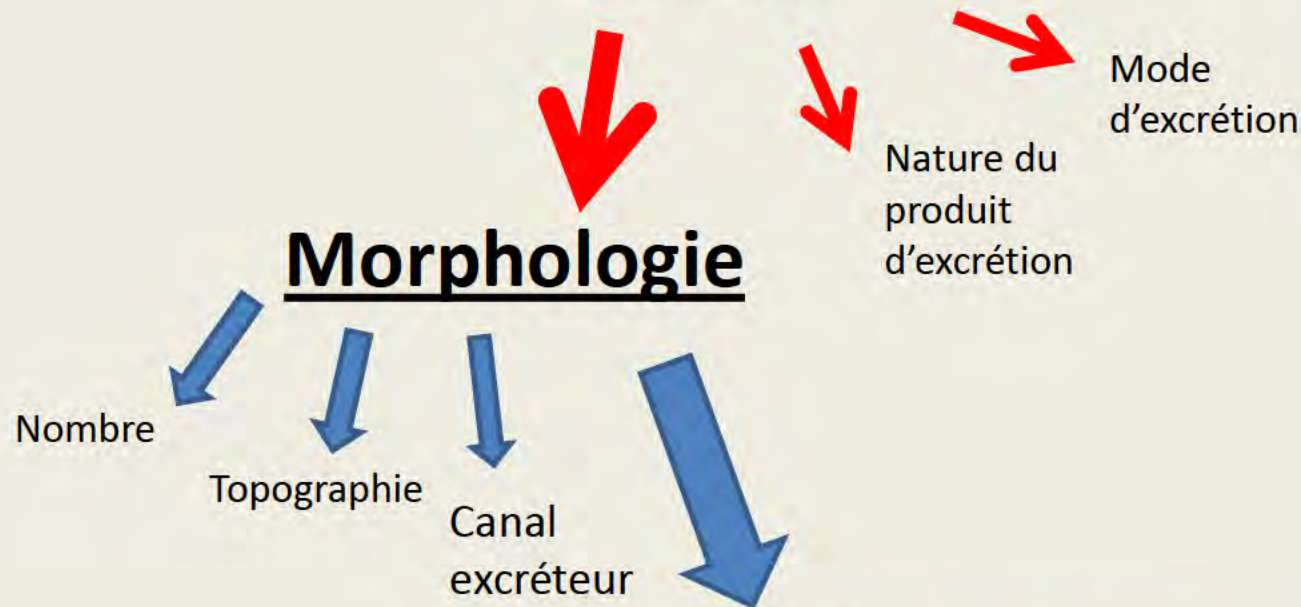 Mode
d’excrétion
Nature du
produit
d’excrétion
Morphologie
Nombre
Topographie
Canal
excréteur